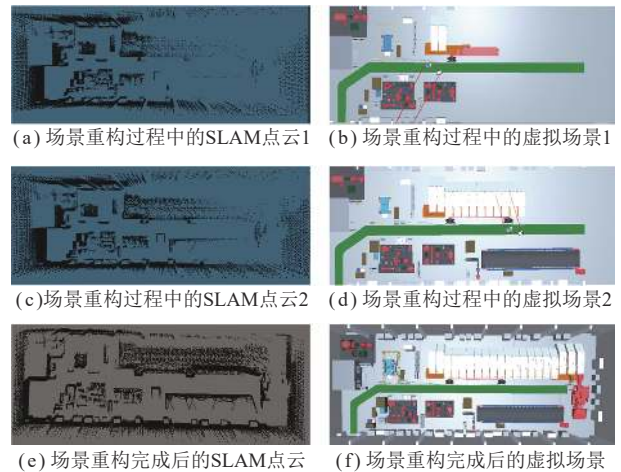 (a) 场景重构过程中的SLAM点云1
(b) 场景重构过程中的虚拟场景1
(c)场景重构过程中的SLAM点云2
(d) 场景重构过程中的虚拟场景2
(e) 场景重构完成后的SLAM点云
(f) 场景重构完成后的虚拟场景